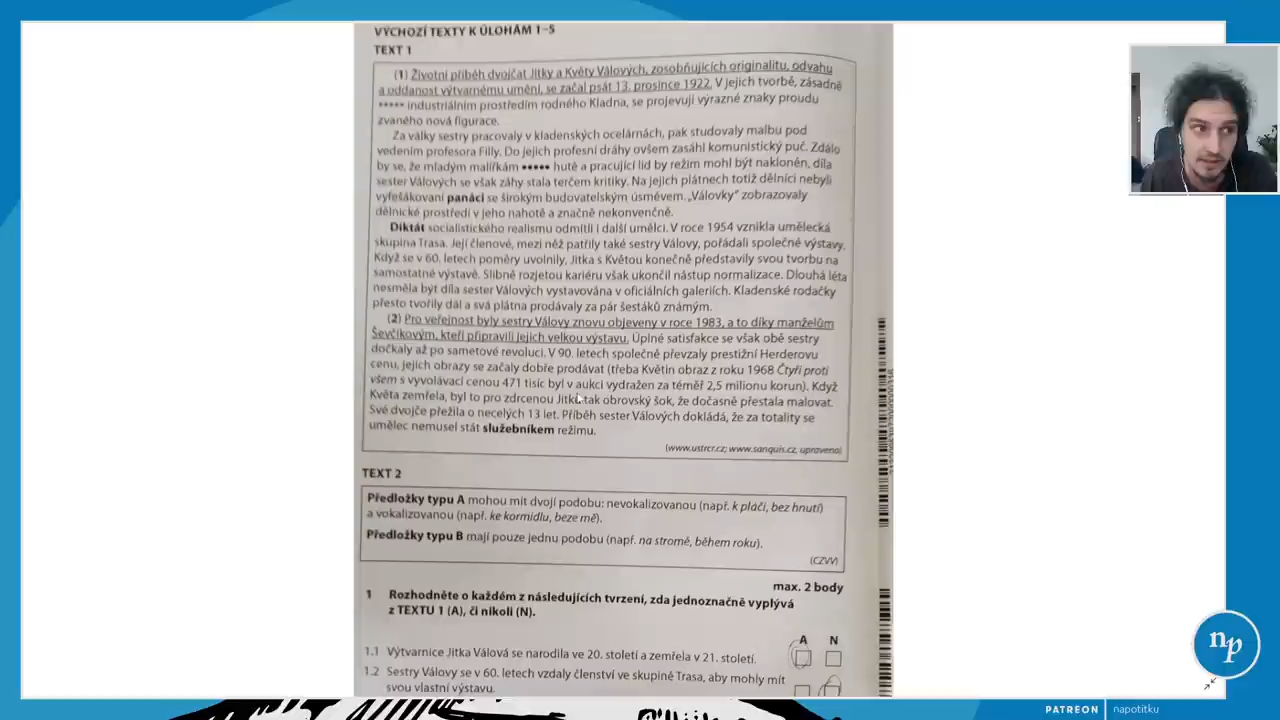 VÝCHOZÍ TEXTY K ÚLOHÁM 1–5
TEXT 1
(1) Životní příběh dvojčat Jitky a Květy Válových, zosobňujících originalitu, odvahu
a oddanost výtvarnému umění, se začal psát 13. prosince 1922. V jejich tvorbě, zásadně
***** industriálním prostředím rodného Kladna, se projevují výrazné znaky proudu
zvaného nová figurace.
Za války sestry pracovaly v kladenských ocelárnách, pak studovaly malbu pod
vedením profesora Filly. Do jejich profesní dráhy ovšem zasáhl komunistický puč. Zdálo
by se, že mladým malířkám ***** hutě a pracující lid by režim mohl být nakloněn, díla
sester Válových se však záhy stala terčem kritiky. Na jejich plátnech totiž dělníci nebyli
vyfešákovaní panáci se širokým budovatelským úsměvem. „Válovky“ zobrazovaly
dělnické prostředí v jeho nahotě a značně nekonvenčně.
Diktát socialistického realismu odmítli i další umělci. V roce 1954 vznikla umělecká
skupina Trasa. Její členové, mezi něž patřily také sestry Válovy, pořádali společné výstavy.
Když se v 60. letech poměry uvolnily, Jitka s Květou konečně představily svou tvorbu na
samostatné výstavě. Slibně rozjetou kariéru však ukončil nástup normalizace. Dlouhá léta
nesměla být díla sester Válových vystavována v oficiálních galeriích. Kladenské rodačky
přesto tvořily dál a svá plátna prodávaly za pár šestáků známým.
(2) Pro veřejnost byly sestry Válovy znovu objeveny v roce 1983, a to díky manželům
Ševčíkovým, kteří připravili jejich velkou výstavu. Úplné satisfakce se však obě sestry
dočkaly až po sametové revoluci. V 90. letech společně převzaly prestižní Herderovu
cenu, jejich obrazy se začaly dobře prodávat (třeba Květin obraz z roku 1968 Čtyři proti
všem s vyvolávací cenou 471 tisíc byl v aukci vydražen za téměř 2,5 milionu korun). Když
Květa zemřela, byl to pro zdrcenou Jitku tak obrovský šok, že dočasně přestala malovat.
Své dvojče přežila o necelých 13 let. Příběh sester Válových dokládá, že za totality se
umělec nemusel stát služebníkem režimu.
(www.ustrcr.cz; www.sanquis.cz, upraveno)
TEXT 2
Předložky typu A mohou mít dvojí podobu: nevokalizovanou (např. k pláči, bez hnutí)
a vokalizovanou (např. ke kormidlu, beze mě).
Předložky typu B mají pouze jednu podobu (např. na stromě, během roku).
(CZVV)
max. 2 body
1 Rozhodněte o každém z následujících tvrzení, zda jednoznačně vyplývá
z TEXTU 1 (A), či nikoli (N).
A N
1.1 Výtvarnice Jitka Válová se narodila ve 20. století a zemřela v 21. století.
1.2 Sestry Válovy se v 60. letech vzdaly členství ve skupině Trasa, aby mohly mít
svou vlastní výstavu.
np
PATREON napotitku